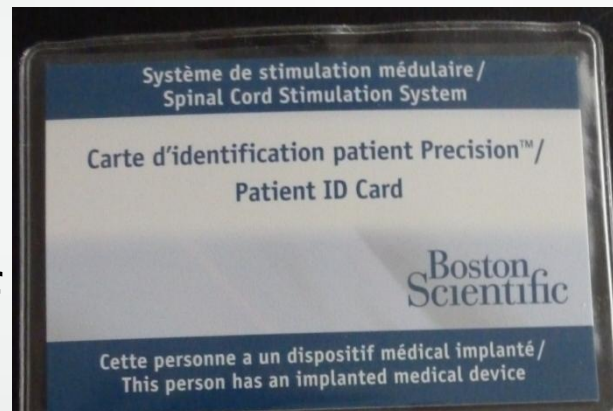 Système de stimulation médulaire/
Spinal Cord Stimulation System
Carte d'identification patient Precision™/
Patient ID Card
Boston
Scientific
Cette personne a un dispositif médical implanté/
This person has an implanted medical device